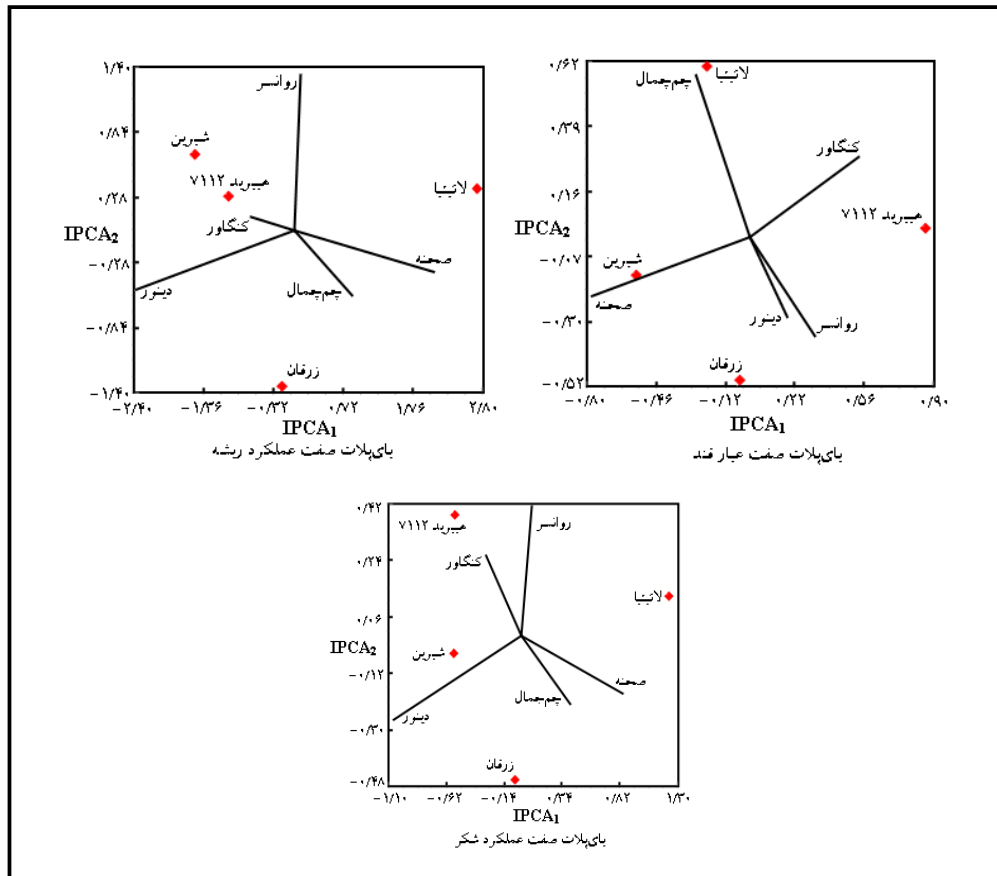 ۱/۴۰
۰/۸۴
۰/۲۸
−۰/۲۸
−۰/۸۴
−۱/۴۰
IPCA₂
روانسر
شیرین
هیبرید ۷۱۱۲
لاتیتیا
کنگاور
صحنه
دینور
چم‌چمال
زرقان
−۲/۴۰ −۱/۳۶ −۰/۳۲ ۰/۷۲ ۱/۷۶ ۲/۸۰
IPCA₁
بای‌پلات صفت عملکرد ریشه
۰/۶۲
۰/۳۹
۰/۱۶
−۰/۰۷
−۰/۳۰
−۰/۵۲
IPCA₂
لاتیتیا
چم‌چمال
کنگاور
هیبرید ۷۱۱۲
شیرین
صحنه
دینور
روانسر
زرقان
−۰/۸۰ −۰/۴۶ −۰/۱۲ ۰/۲۲ ۰/۵۶ ۰/۹۰
IPCA₁
بای‌پلات صفت عیار قند
۰/۴۲
۰/۲۴
۰/۰۶
−۰/۱۲
−۰/۳۰
−۰/۴۸
IPCA₂
هیبرید ۷۱۱۲
روانسر
کنگاور
لاتیتیا
شیرین
صحنه
چم‌چمال
دینور
زرقان
−۱/۱۰ −۰/۶۲ −۰/۱۴ ۰/۳۴ ۰/۸۲ ۱/۳۰
IPCA₁
بای‌پلات صفت عملکرد شکر